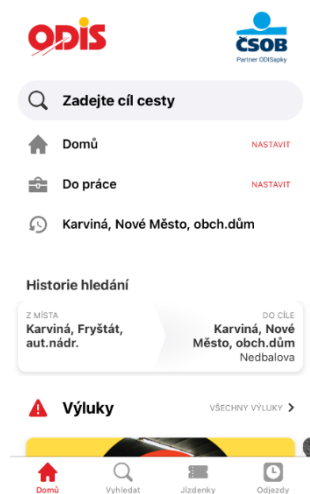 ODIS
ČSOB
Partner ODISapky
Zadejte cíl cesty
Domů NASTAVIT
Do práce NASTAVIT
Karviná, Nové Město, obch.dům
Historie hledání
Z MÍSTA
Karviná, Fryštát,
aut.nádr.
DO CÍLE
Karviná, Nové
Město, obch.dům
Nedbalova
Výluky VŠECHNY VÝLUKY
Domů Vyhledat Jízdenky Odjezdy